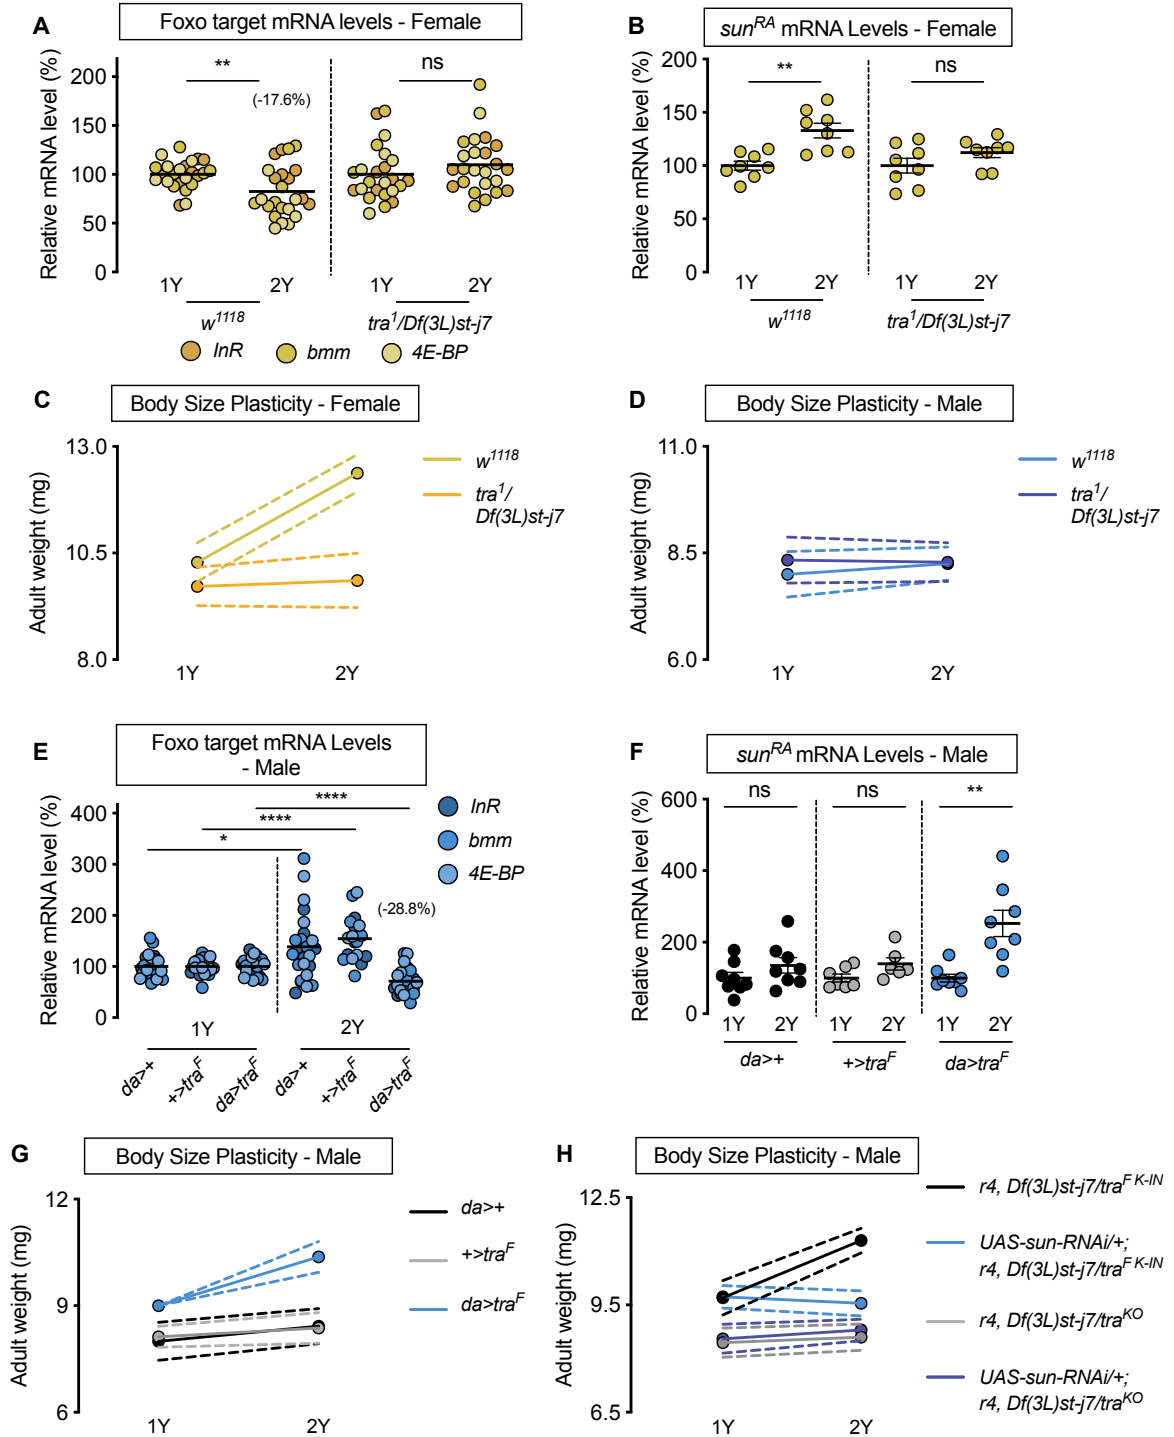 A
Foxo target mRNA levels - Female
Relative mRNA level (%)
200
150
100
50
0
**
(-17.6%)
ns
1Y
2Y
1Y
2Y
w1118
tra1/Df(3L)st-j7
InR
bmm
4E-BP
B
sunRA mRNA Levels - Female
Relative mRNA level (%)
200
150
100
50
0
**
ns
1Y
2Y
1Y
2Y
w1118
tra1/Df(3L)st-j7
C
Body Size Plasticity - Female
Adult weight (mg)
13.0
10.5
8.0
1Y
2Y
w1118
tra1/
Df(3L)st-j7
D
Body Size Plasticity - Male
Adult weight (mg)
11.0
8.5
6.0
1Y
2Y
w1118
tra1/
Df(3L)st-j7
E
Foxo target mRNA Levels
- Male
Relative mRNA level (%)
400
300
200
100
0
****
****
*
(-28.8%)
InR
bmm
4E-BP
1Y
2Y
da>+
+>traF
da>traF
da>+
+>traF
da>traF
F
sunRA mRNA Levels - Male
Relative mRNA level (%)
600
400
200
0
ns
ns
**
1Y
2Y
1Y
2Y
1Y
2Y
da>+
+>traF
da>traF
G
Body Size Plasticity - Male
Adult weight (mg)
12
9
6
1Y
2Y
da>+
+>traF
da>traF
H
Body Size Plasticity - Male
Adult weight (mg)
12.5
9.5
6.5
1Y
2Y
r4, Df(3L)st-j7/traF K-IN
UAS-sun-RNAi/+;
r4, Df(3L)st-j7/traF K-IN
r4, Df(3L)st-j7/traKO
UAS-sun-RNAi/+;
r4, Df(3L)st-j7/traKO